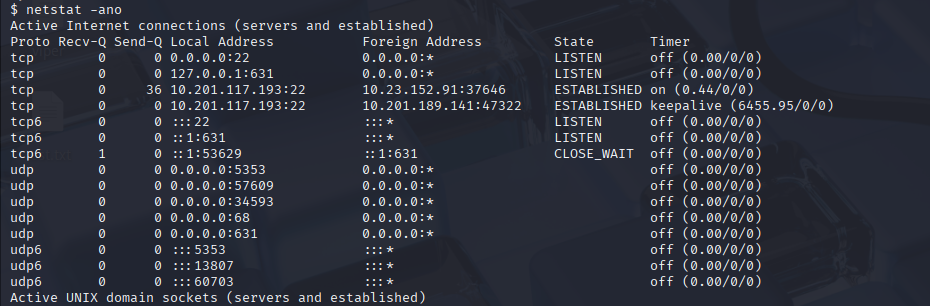 $ netstat -ano
Active Internet connections (servers and established)
Proto Recv-Q Send-Q Local Address           Foreign Address         State       Timer
tcp        0      0 0.0.0.0:22              0.0.0.0:*               LISTEN      off (0.00/0/0)
tcp        0      0 127.0.0.1:631           0.0.0.0:*               LISTEN      off (0.00/0/0)
tcp        0     36 10.201.117.193:22       10.23.152.91:37646      ESTABLISHED on (0.44/0/0)
tcp        0      0 10.201.117.193:22       10.201.189.141:47322    ESTABLISHED keepalive (6455.95/0/0)
tcp6       0      0 :::22                   :::*                    LISTEN      off (0.00/0/0)
tcp6       0      0 ::1:631                 :::*                    LISTEN      off (0.00/0/0)
tcp6       1      0 ::1:53629               ::1:631                 CLOSE_WAIT  off (0.00/0/0)
udp        0      0 0.0.0.0:5353            0.0.0.0:*                           off (0.00/0/0)
udp        0      0 0.0.0.0:57609           0.0.0.0:*                           off (0.00/0/0)
udp        0      0 0.0.0.0:34593           0.0.0.0:*                           off (0.00/0/0)
udp        0      0 0.0.0.0:68              0.0.0.0:*                           off (0.00/0/0)
udp        0      0 0.0.0.0:631             0.0.0.0:*                           off (0.00/0/0)
udp6       0      0 :::5353                 :::*                                off (0.00/0/0)
udp6       0      0 :::13807                :::*                                off (0.00/0/0)
udp6       0      0 :::60703                :::*                                off (0.00/0/0)
Active UNIX domain sockets (servers and established)